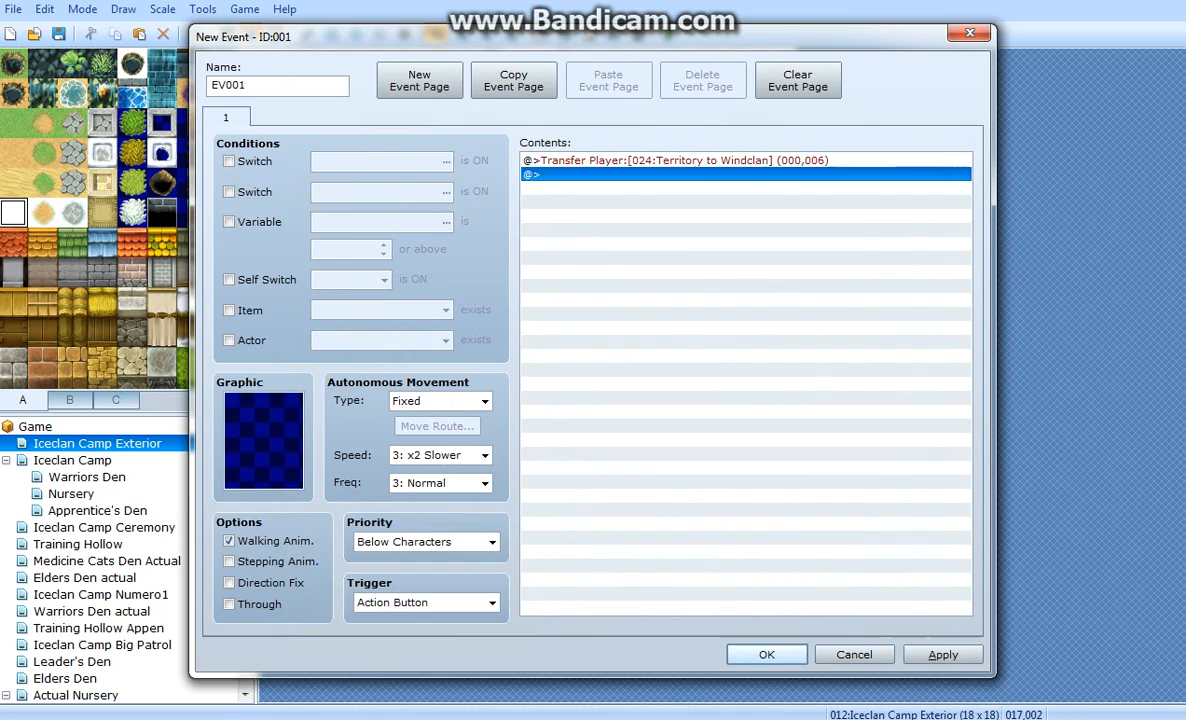 www.Bandicam.com
File Edit Mode Draw Scale Tools Game Help
New Event - ID:001
Name:
EV001
New Event Page
Copy Event Page
Paste Event Page
Delete Event Page
Clear Event Page
1
Conditions
Switch ... is ON
Switch ... is ON
Variable ... is
or above
Self Switch is ON
Item exists
Actor exists
Graphic
Autonomous Movement
Type: Fixed
Move Route...
Speed: 3: x2 Slower
Freq: 3: Normal
Options
Walking Anim.
Stepping Anim.
Direction Fix
Through
Priority
Below Characters
Trigger
Action Button
Contents:
@>Transfer Player:[024:Territory to Windclan] (000,006)
@>
OK Cancel Apply
A B C
Game
Iceclan Camp Exterior
Iceclan Camp
Warriors Den
Nursery
Apprentice's Den
Iceclan Camp Ceremony
Training Hollow
Medicine Cats Den Actual
Elders Den actual
Iceclan Camp Numero1
Warriors Den actual
Training Hollow Appen
Iceclan Camp Big Patrol
Leader's Den
Elders Den
Actual Nursery
012:Iceclan Camp Exterior (18 x 18) 017,002